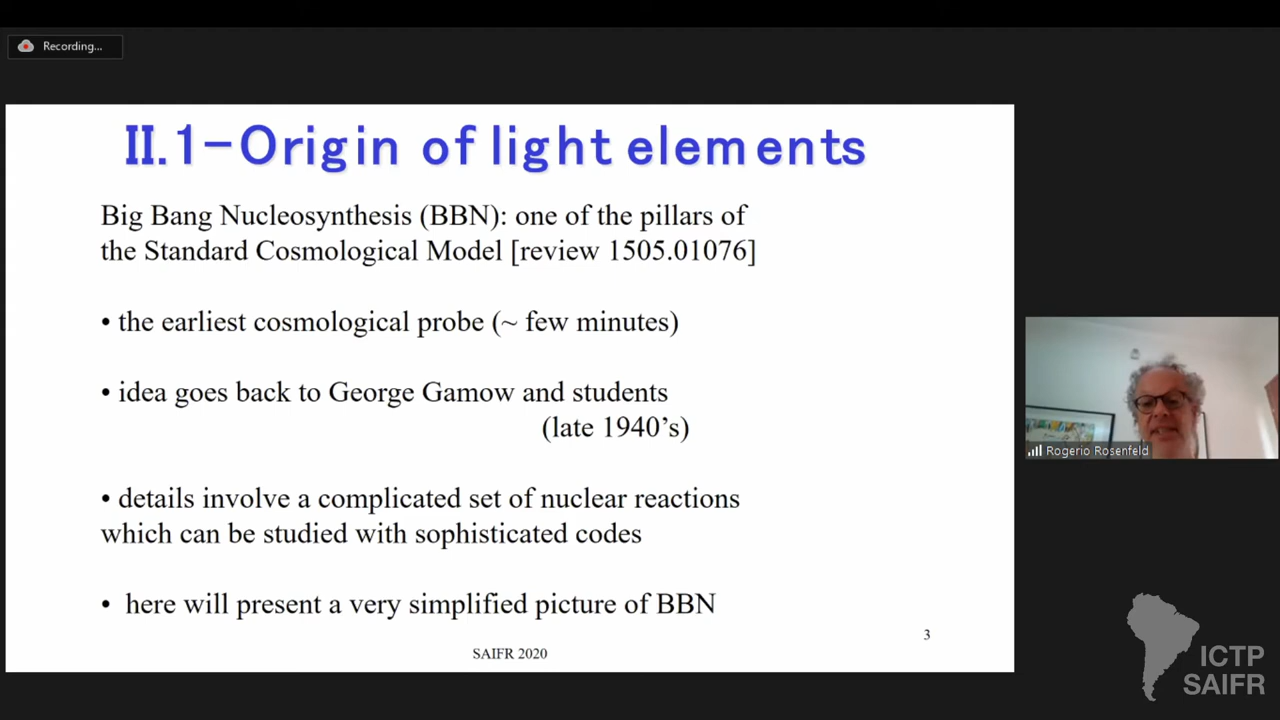 Recording...
II.1-Origin of light elements
Big Bang Nucleosynthesis (BBN): one of the pillars of
the Standard Cosmological Model [review 1505.01076]
• the earliest cosmological probe (~ few minutes)
• idea goes back to George Gamow and students
(late 1940’s)
• details involve a complicated set of nuclear reactions
which can be studied with sophisticated codes
• here will present a very simplified picture of BBN
3
SAIFR 2020
Rogerio Rosenfeld
ICTP
SAIFR